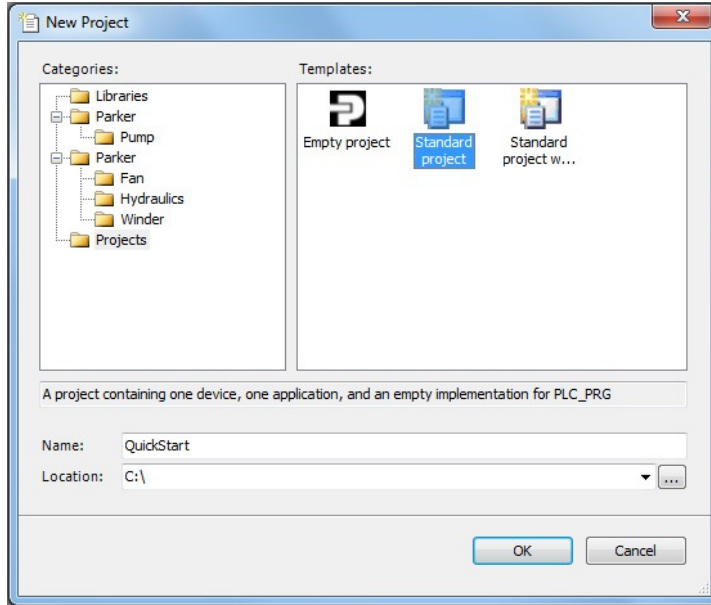 New Project
Categories:
Templates:
Libraries
Parker
Pump
Parker
Fan
Hydraulics
Winder
Projects
Empty project
Standard
project
Standard
project w...
A project containing one device, one application, and an empty implementation for PLC_PRG
Name:
QuickStart
Location:
C:\
...
OK
Cancel